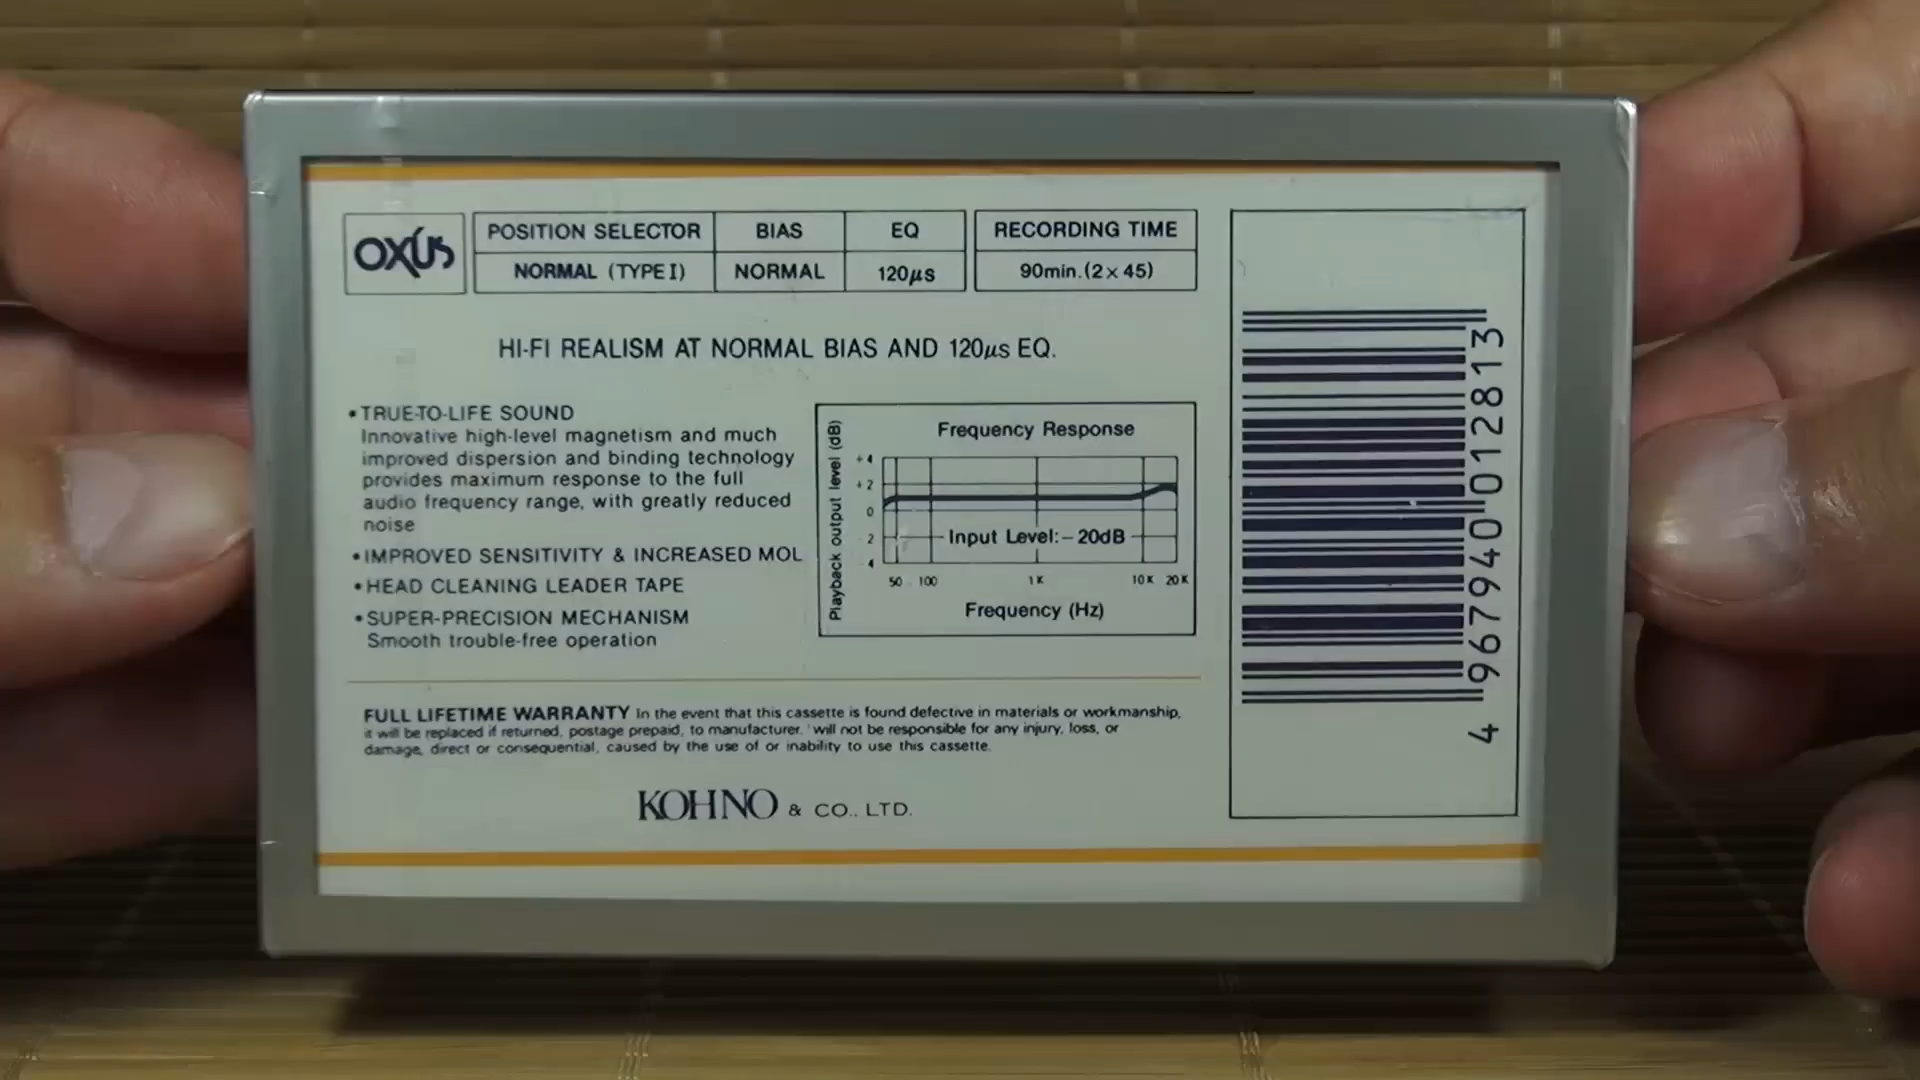 OXÚS
POSITION SELECTOR BIAS EQ RECORDING TIME
NORMAL (TYPE I) NORMAL 120μs 90min.(2×45)
HI-FI REALISM AT NORMAL BIAS AND 120μs EQ.
•TRUE-TO-LIFE SOUND
Innovative high-level magnetism and much
improved dispersion and binding technology
provides maximum response to the full
audio frequency range, with greatly reduced
noise
•IMPROVED SENSITIVITY & INCREASED MOL
•HEAD CLEANING LEADER TAPE
•SUPER-PRECISION MECHANISM
Smooth trouble-free operation
Frequency Response
Playback output level (dB)
+4
+2
0
2
4
Input Level:−20dB
50 100 1K 10K 20K
Frequency (Hz)
FULL LIFETIME WARRANTY In the event that this cassette is found defective in materials or workmanship,
it will be replaced if returned, postage prepaid, to manufacturer. will not be responsible for any injury, loss, or
damage, direct or consequential, caused by the use of or inability to use this cassette.
KOHNO & CO., LTD.
4 967940 012813